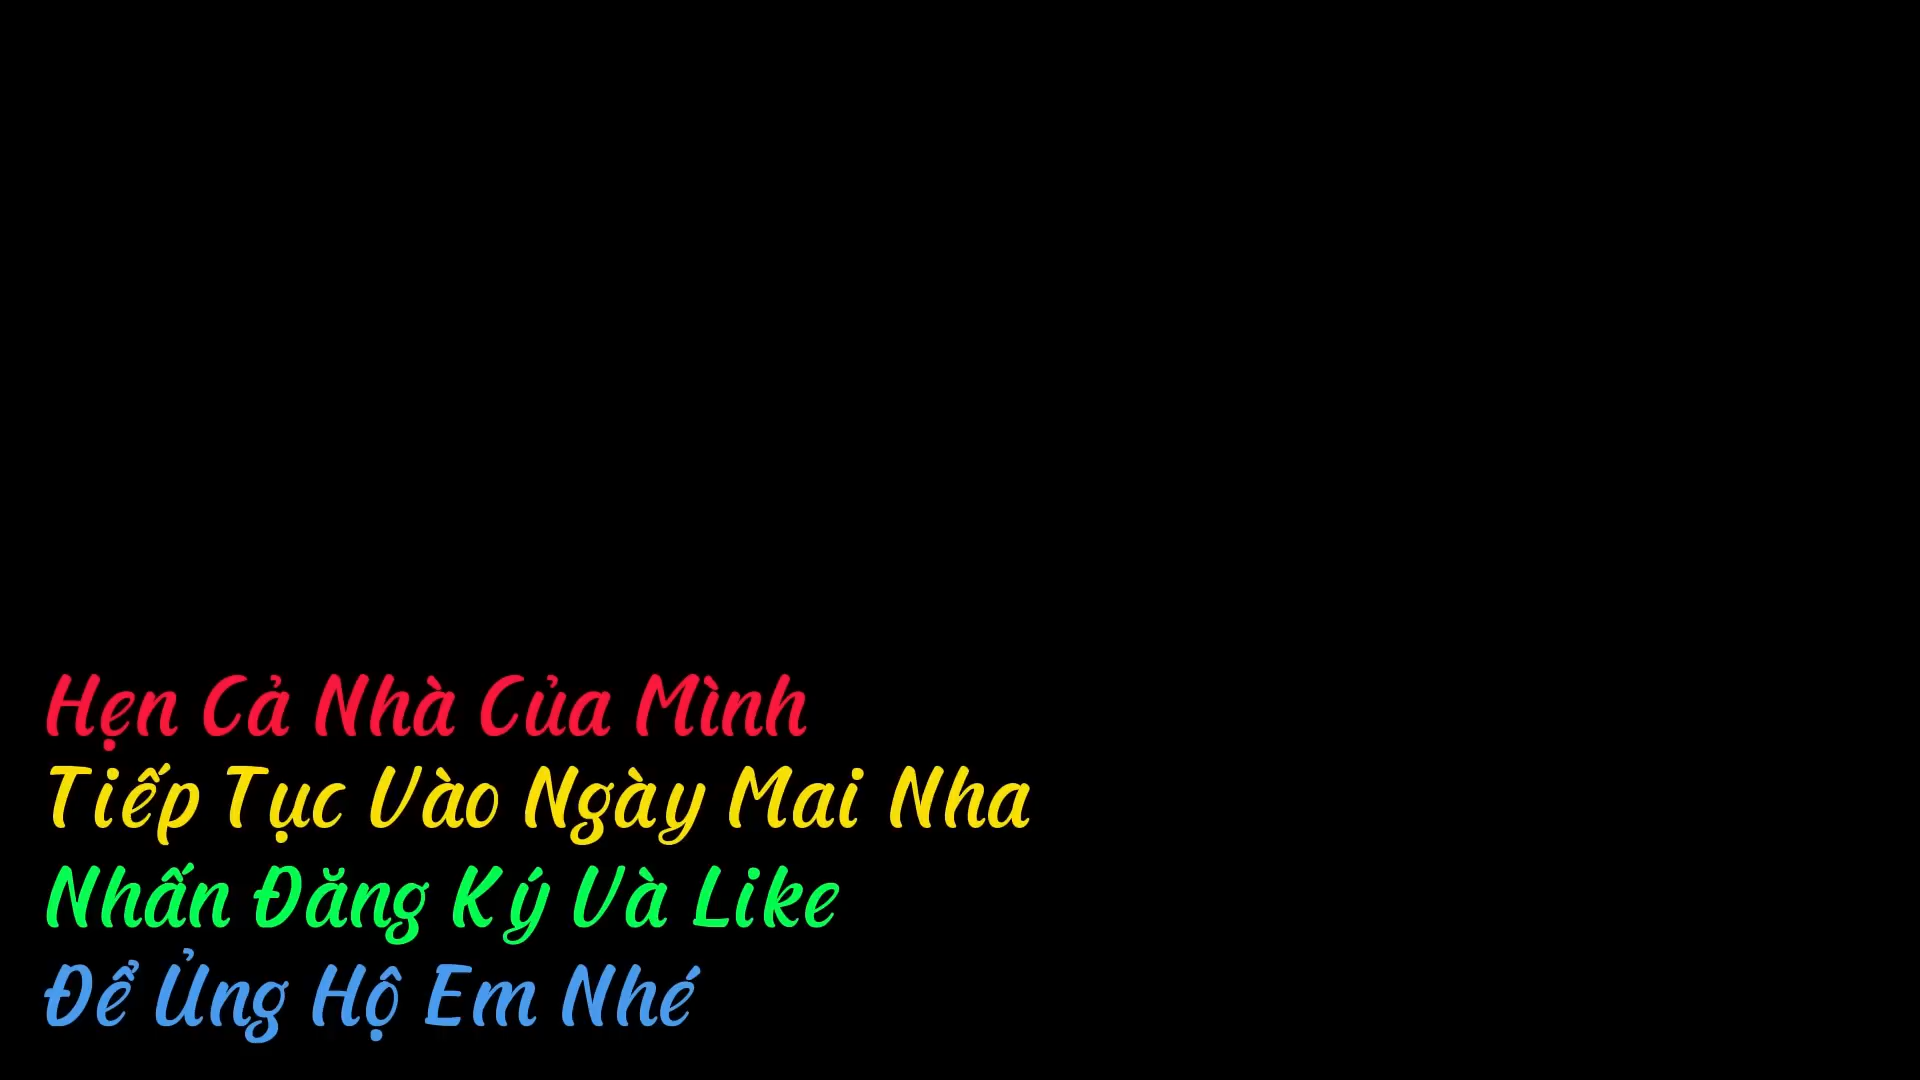 Hẹn Cả Nhà Của Mình
Tiếp Tục Vào Ngày Mai Nha
Nhấn Đăng Ký Và Like
Để Ủng Hộ Em Nhé